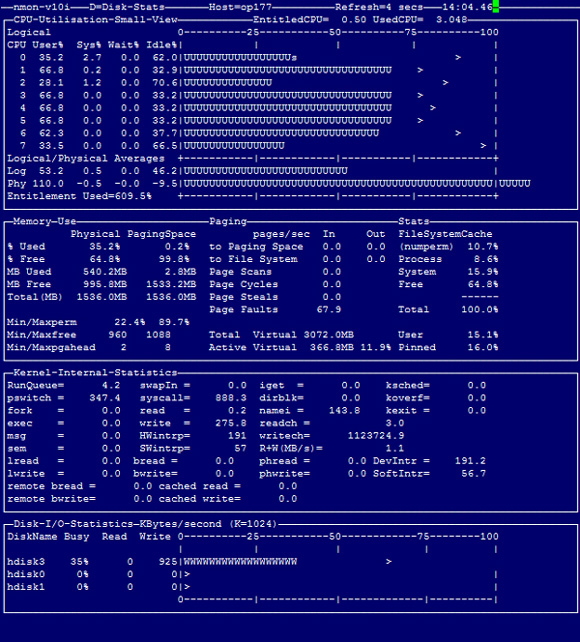 nmon-v10i D=Disk-Stats Host=op177 Refresh=4 secs 14:04.46
CPU-Utilisation-Small-View EntitledCPU= 0.50 UsedCPU= 3.048
Logical 0----------25-----------50----------75----------100
CPU User% Sys% Wait% Idle%| | | | |
0 35.2 2.7 0.0 62.0|UUUUUUUUUUUUUUUUUs > |
1 66.8 0.2 0.0 32.9|UUUUUUUUUUUUUUUUUUUUUUUUUUUUUUUUU > |
2 28.1 1.2 0.0 70.6|UUUUUUUUUUUUUU > |
3 66.8 0.0 0.0 33.2|UUUUUUUUUUUUUUUUUUUUUUUUUUUUUUUUU > |
4 66.8 0.0 0.0 33.2|UUUUUUUUUUUUUUUUUUUUUUUUUUUUUUUUU > |
5 66.8 0.0 0.0 33.2|UUUUUUUUUUUUUUUUUUUUUUUUUUUUUUUUU > |
6 62.3 0.0 0.0 37.7|UUUUUUUUUUUUUUUUUUUUUUUUUUUUUUU > |
7 33.5 0.0 0.0 66.5|UUUUUUUUUUUUUUUU >|
Logical/Physical Averages +-----------|------------|-----------|------------+
Log 53.2 0.5 0.0 46.2|UUUUUUUUUUUUUUUUUUUUUUUUUU |
Phy 110.0 -0.5 -0.0 -9.5|UUUUUUUUUUUUUUUUUUUUUUUUUUUUUUUUUUUUUUUUUUUUUUUUU|UUUUU
Entitlement Used=609.5% +-----------|------------|-----------|------------+
Memory-Use Paging Stats
Physical PagingSpace pages/sec In Out FileSystemCache
% Used 35.2% 0.2% to Paging Space 0.0 0.0 (numperm) 10.7%
% Free 64.8% 99.8% to File System 0.0 0.0 Process 8.6%
MB Used 540.2MB 2.8MB Page Scans 0.0 System 15.9%
MB Free 995.8MB 1533.2MB Page Cycles 0.0 Free 64.8%
Total(MB) 1536.0MB 1536.0MB Page Steals 0.0 ------
Page Faults 67.9 Total 100.0%
Min/Maxperm 22.4% 89.7%
Min/Maxfree 960 1088 Total Virtual 3072.0MB User 15.1%
Min/Maxpgahead 2 8 Active Virtual 366.8MB 11.9% Pinned 16.0%
Kernel-Internal-Statistics
RunQueue= 4.2 swapIn = 0.0 iget = 0.0 ksched= 0.0
pswitch = 347.4 syscall= 888.3 dirblk= 0.0 koverf= 0.0
fork = 0.0 read = 0.2 namei = 143.8 kexit = 0.0
exec = 0.0 write = 275.8 readch = 3.0
msg = 0.0 HWintrp= 191 writech= 1123724.9
sem = 0.0 SWintrp= 57 R+W(MB/s)= 1.1
lread = 0.0 bread = 0.0 phread = 0.0 DevIntr = 191.2
lwrite = 0.0 bwrite= 0.0 phwrite= 0.0 SoftIntr= 56.7
remote bread = 0.0 cached read = 0.0
remote bwrite= 0.0 cached write= 0.0
Disk-I/O-Statistics-KBytes/second (K=1024)
DiskName Busy Read Write 0----------25-----------50----------75----------100
| | | |
hdisk3 35% 0 925|WWWWWWWWWWWWWWWWWW > |
hdisk0 0% 0 0|> |
hdisk1 0% 0 0|> |
0-----------|------------|-----------|----------100